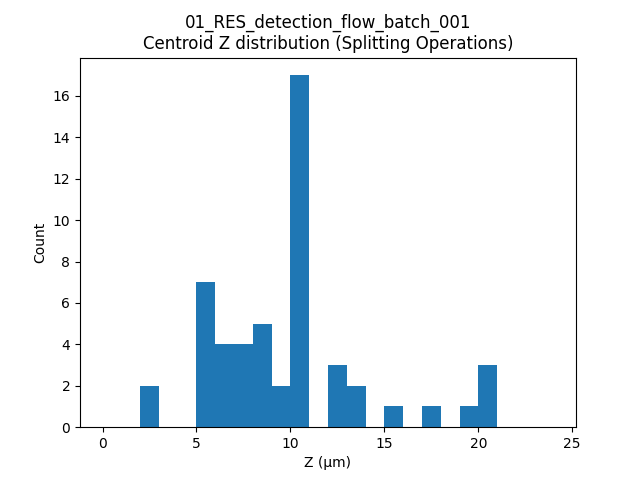 01_RES_detection_flow_batch_001
Centroid Z distribution (Splitting Operations)
16
14
12
10
8
6
4
2
0
Count
0 5 10 15 20 25
Z (μm)